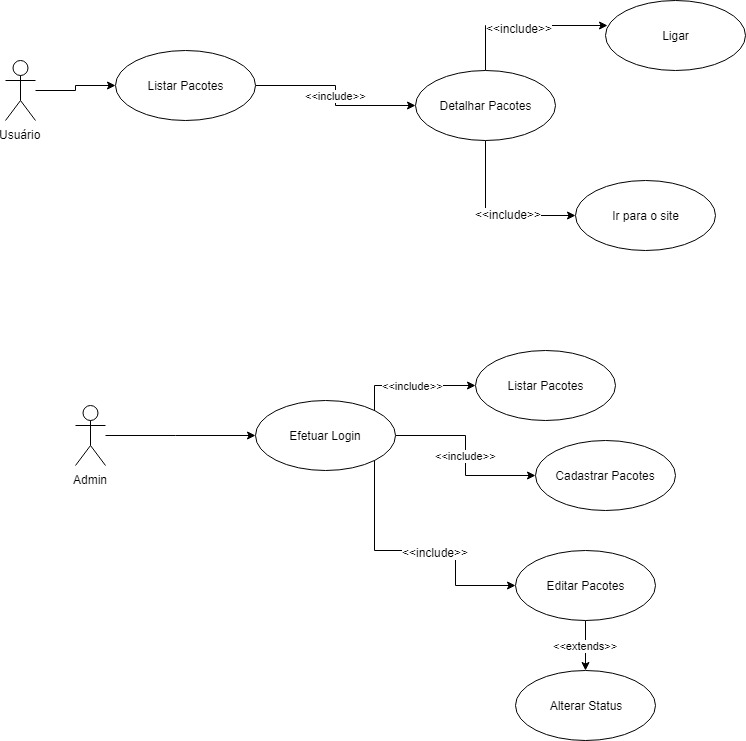 <<include>>
Ligar
Listar Pacotes
<<include>>
Detalhar Pacotes
Usuário
<<include>>
Ir para o site
<<include>>
Listar Pacotes
Efetuar Login
<<include>>
Cadastrar Pacotes
Admin
<<include>>
Editar Pacotes
<<extends>>
Alterar Status